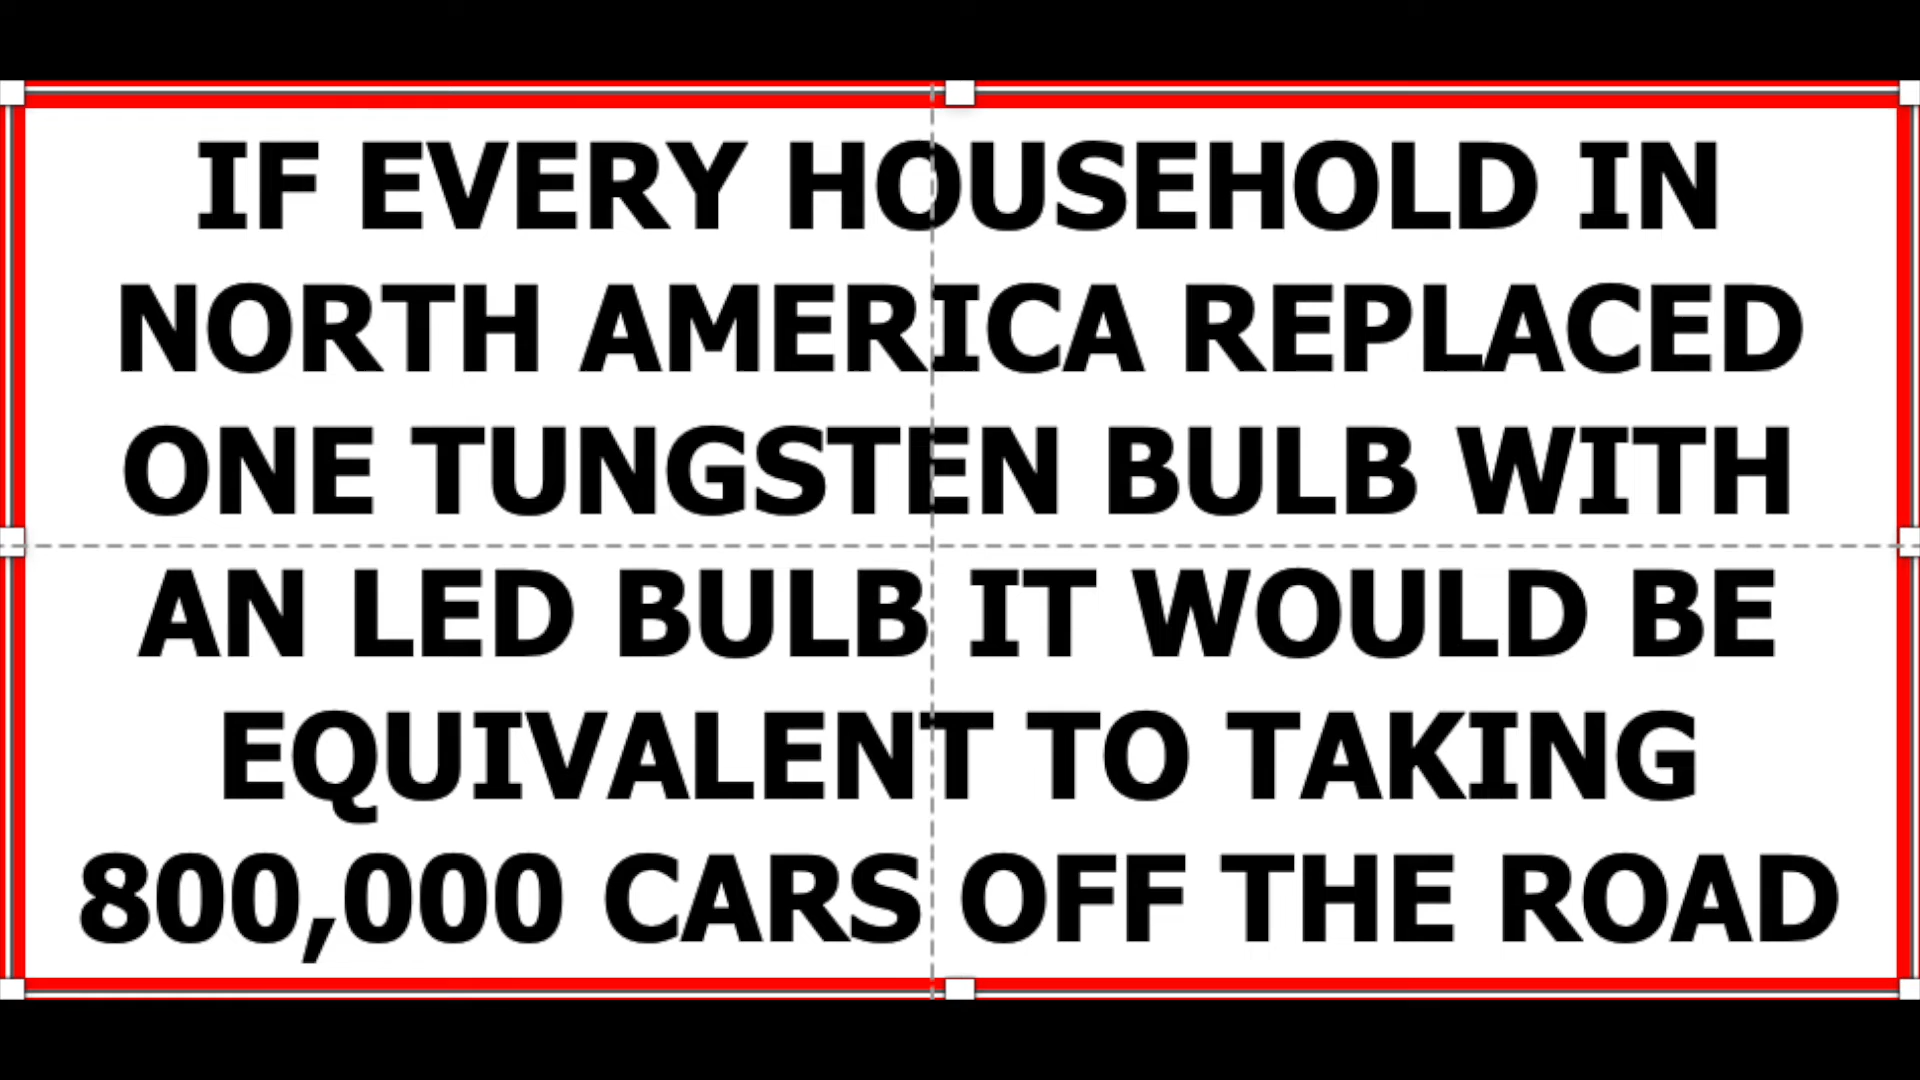 IF EVERY HOUSEHOLD IN
NORTH AMERICA REPLACED
ONE TUNGSTEN BULB WITH
AN LED BULB IT WOULD BE
EQUIVALENT TO TAKING
800,000 CARS OFF THE ROAD